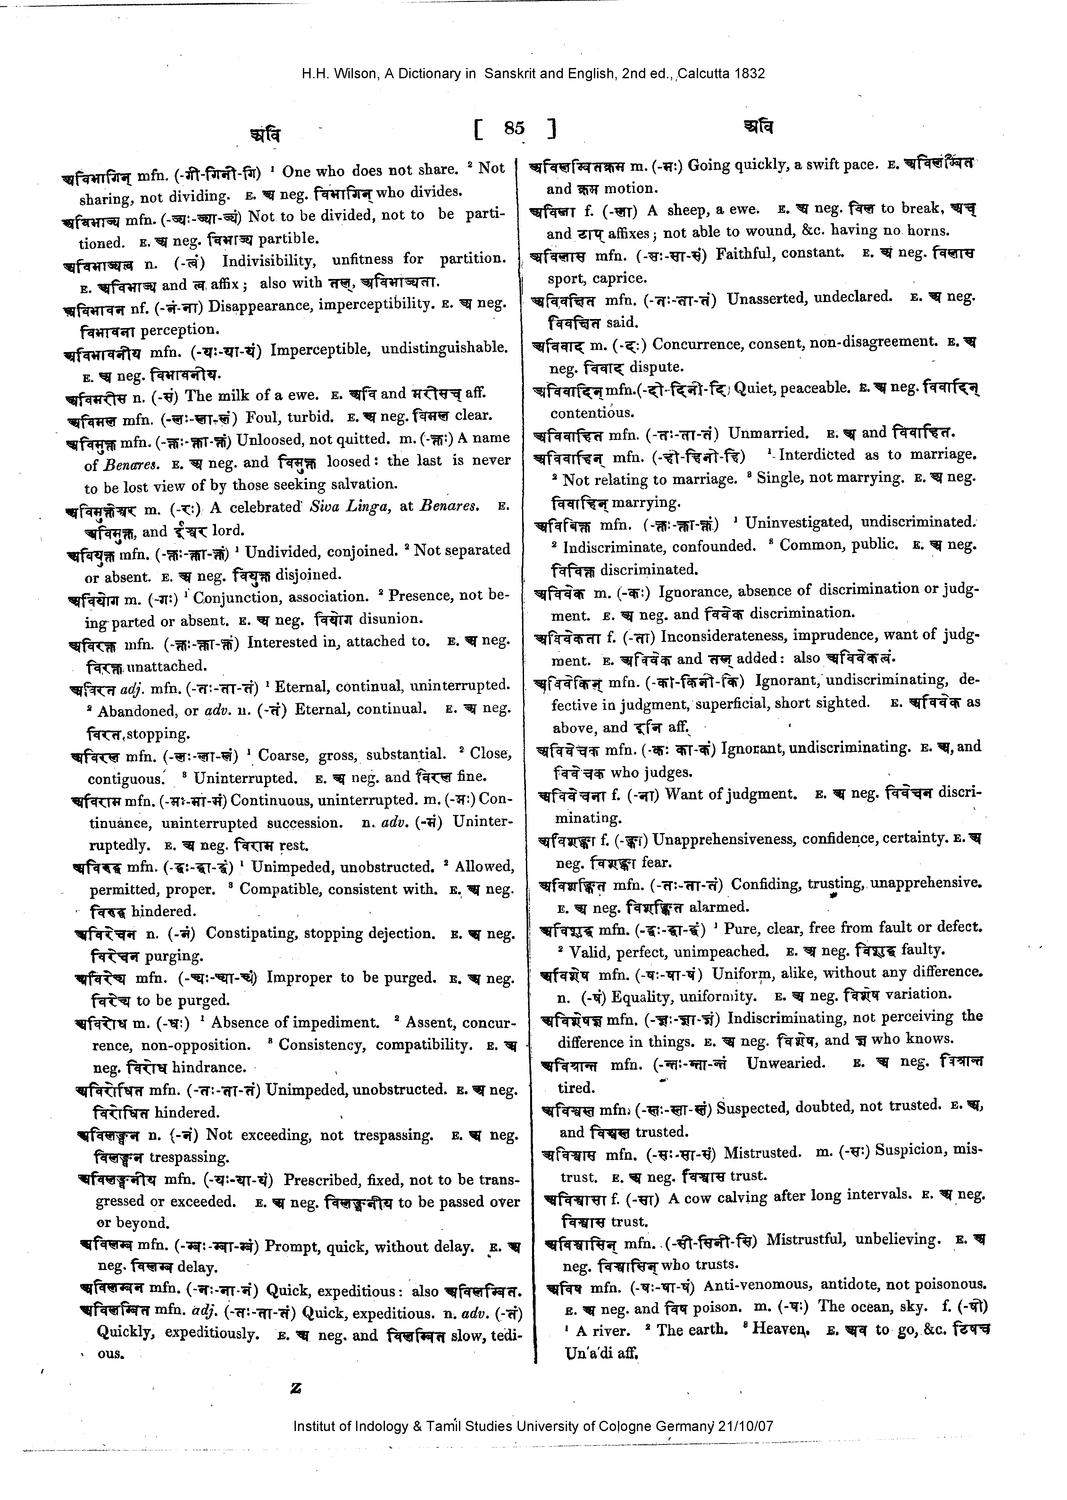 H.H. Wilson, A Dictionary in Sanskrit and English, 2nd ed., Calcutta 1832
अवि [ 85 ] अवि
अविभागिन् mfn. (-गी-गिनी-गि) ¹ One who does not share. ² Not
sharing, not dividing. E. अ neg. विभागिन् who divides.
अविभाज्य mfn. (-ज्यः-ज्या-ज्यं) Not to be divided, not to be parti-
tioned. E. अ neg. विभाज्य partible.
अविभाज्यत्व n. (-त्वं) Indivisibility, unfitness for partition.
E. अविभाज्य and त्व affix; also with तल्, अविभाज्यता.
अविभावन nf. (-नं-ना) Disappearance, imperceptibility. E. अ neg.
विभावना perception.
अविभावनीय mfn. (-यः-या-यं) Imperceptible, undistinguishable.
E. अ neg. विभावनीय.
अविमरीस n. (-सं) The milk of a ewe. E. अवि and मरीसच् aff.
अविमल mfn. (-लः-ला-लं) Foul, turbid. E. अ neg. विमल clear.
अविमुक्त mfn. (-क्तः-क्ता-क्तं) Unloosed, not quitted. m. (-क्तः) A name
of Benares. E. अ neg. and विमुक्त loosed: the last is never
to be lost view of by those seeking salvation.
अविमुक्तेश्वर m. (-रः) A celebrated Siva Linga, at Benares. E.
अविमुक्त, and ईश्वर lord.
अवियुक्त mfn. (-क्तः-क्ता-क्तं) ¹ Undivided, conjoined. ² Not separated
or absent. E. अ neg. वियुक्त disjoined.
अवियोग m. (-गः) ¹ Conjunction, association. ² Presence, not be-
ing parted or absent. E. अ neg. वियोग disunion.
अविरक्त mfn. (-क्तः-क्ता-क्तं) Interested in, attached to. E. अ neg.
विरक्त unattached.
अविरत adj. mfn. (-तः-ता-तं) ¹ Eternal, continual, uninterrupted.
² Abandoned, or adv. n. (-तं) Eternal, continual. E. अ neg.
विरत, stopping.
अविरल mfn. (-लः-ला-लं) ¹ Coarse, gross, substantial. ² Close,
contiguous. ³ Uninterrupted. E. अ neg. and विरल fine.
अविराम mfn. (-मः-मा-मं) Continuous, uninterrupted. m. (-मः) Con-
tinuance, uninterrupted succession. n. adv. (-मं) Uninter-
ruptedly. E. अ neg. विराम rest.
अविरुद्ध mfn. (-द्धः-द्धा-द्धं) ¹ Unimpeded, unobstructed. ² Allowed,
permitted, proper. ³ Compatible, consistent with. E. अ neg.
विरुद्ध hindered.
अविरेचन n. (-नं) Constipating, stopping dejection. E. अ neg.
विरेचन purging.
अविरेच्य mfn. (-च्यः-च्या-च्यं) Improper to be purged. E. अ neg.
विरेच्य to be purged.
अविरोध m. (-धः) ¹ Absence of impediment. ² Assent, concur-
rence, non-opposition. ³ Consistency, compatibility. E. अ
neg. विरोध hindrance.
अविरोधित mfn. (-तः-ता-तं) Unimpeded, unobstructed. E. अ neg.
विरोधित hindered.
अविलङ्घन n. (-नं) Not exceeding, not trespassing. E. अ neg.
विलङ्घन trespassing.
अविलङ्घनीय mfn. (-यः-या-यं) Prescribed, fixed, not to be trans-
gressed or exceeded. E. अ neg. विलङ्घनीय to be passed over
or beyond.
अविलम्ब mfn. (-म्बः-म्बा-म्बं) Prompt, quick, without delay. E. अ
neg. विलम्ब delay.
अविलम्बन mfn. (-नः-ना-नं) Quick, expeditious: also अविलम्बित.
अविलम्बित mfn. adj. (-तः-ता-तं) Quick, expeditious. n. adv. (-तं)
Quickly, expeditiously. E. अ neg. and विलम्बित slow, tedi-
ous.
अविलम्बितक्रम m. (-मः) Going quickly, a swift pace. E. अविलंम्बित
and क्रम motion.
अविला f. (-ला) A sheep, a ewe. E. अ neg. विल to break, अच्
and टाप् affixes; not able to wound, &c. having no horns.
अविलास mfn. (-सः-सा-सं) Faithful, constant. E. अ neg. विलास
sport, caprice.
अविवक्षित mfn. (-तः-ता-तं) Unasserted, undeclared. E. अ neg.
विवक्षित said.
अविवाद m. (-दः) Concurrence, consent, non-disagreement. E. अ
neg. विवाद dispute.
अविवादिन् mfn. (-दी-दिनी-दि) Quiet, peaceable. E. अ neg. विवादिन्
contentious.
अविवाहित mfn. (-तः-ता-तं) Unmarried. E. अ and विवाहित.
अविवाहिन् mfn. (-ही-हिनी-हि) ¹ Interdicted as to marriage.
² Not relating to marriage. ³ Single, not marrying. E. अ neg.
विवाहिन् marrying.
अविविक्त mfn. (-क्तः-क्ता-क्तं) ¹ Uninvestigated, undiscriminated.
² Indiscriminate, confounded. ³ Common, public. E. अ neg.
विविक्त discriminated.
अविवेक m. (-कः) Ignorance, absence of discrimination or judg-
ment. E. अ neg. and विवेक discrimination.
अविवेकता f. (-ता) Inconsiderateness, imprudence, want of judg-
ment. E. अविवेक and तल् added: also अविवेकत्वं.
अविवेकिन् mfn. (-की-किनी-कि) Ignorant, undiscriminating, de-
fective in judgment, superficial, short sighted. E. अविवेक as
above, and इनि aff.
अविवेचक mfn. (-कः का-कं) Ignorant, undiscriminating. E. अ, and
विवेचक who judges.
अविवेचना f. (-ना) Want of judgment. E. अ neg. विवेचन discri-
minating.
अविशङ्का f. (-ङ्का) Unapprehensiveness, confidence, certainty. E. अ
neg. विशङ्का fear.
अविशङ्कित mfn. (-तः-ता-तं) Confiding, trusting, unapprehensive.
E. अ neg. विशङ्कित alarmed.
अविशुद्ध mfn. (-द्धः-द्धा-द्धं) ¹ Pure, clear, free from fault or defect.
² Valid, perfect, unimpeached. E. अ neg. विशुद्ध faulty.
अविशेष mfn. (-षः-षा-षं) Uniform, alike, without any difference.
n. (-षं) Equality, uniformity. E. अ neg. विशेष variation.
अविशेषज्ञ mfn. (-ज्ञः-ज्ञा-ज्ञं) Indiscriminating, not perceiving the
difference in things. E. अ neg. विशेष, and ज्ञ who knows.
अविश्रान्त mfn. (-न्तः-न्ता-न्तं Unwearied. E. अ neg. विश्रान्त
tired.
अविश्वस्त mfn. (-स्तः-स्ता-स्तं) Suspected, doubted, not trusted. E. अ,
and विश्वस्त trusted.
अविश्वास mfn. (-सः-सा-सं) Mistrusted. m. (-सः) Suspicion, mis-
trust. E. अ neg. विश्वास trust.
अविश्वासा f. (-सा) A cow calving after long intervals. E. अ neg.
विश्वास trust.
अविश्वासिन् mfn. (-सी-सिनी-सि) Mistrustful, unbelieving. E. अ
neg. विश्वासिन् who trusts.
अविष mfn. (-षः-षा-षं) Anti-venomous, antidote, not poisonous.
E. अ neg. and विष poison. m. (-षः) The ocean, sky. f. (-षी)
¹ A river. ² The earth. ³ Heaven. E. अव to go, &c. टिषच्
Un'a'di aff.
Z
Institut of Indology & Tamil Studies University of Cologne Germany 21/10/07